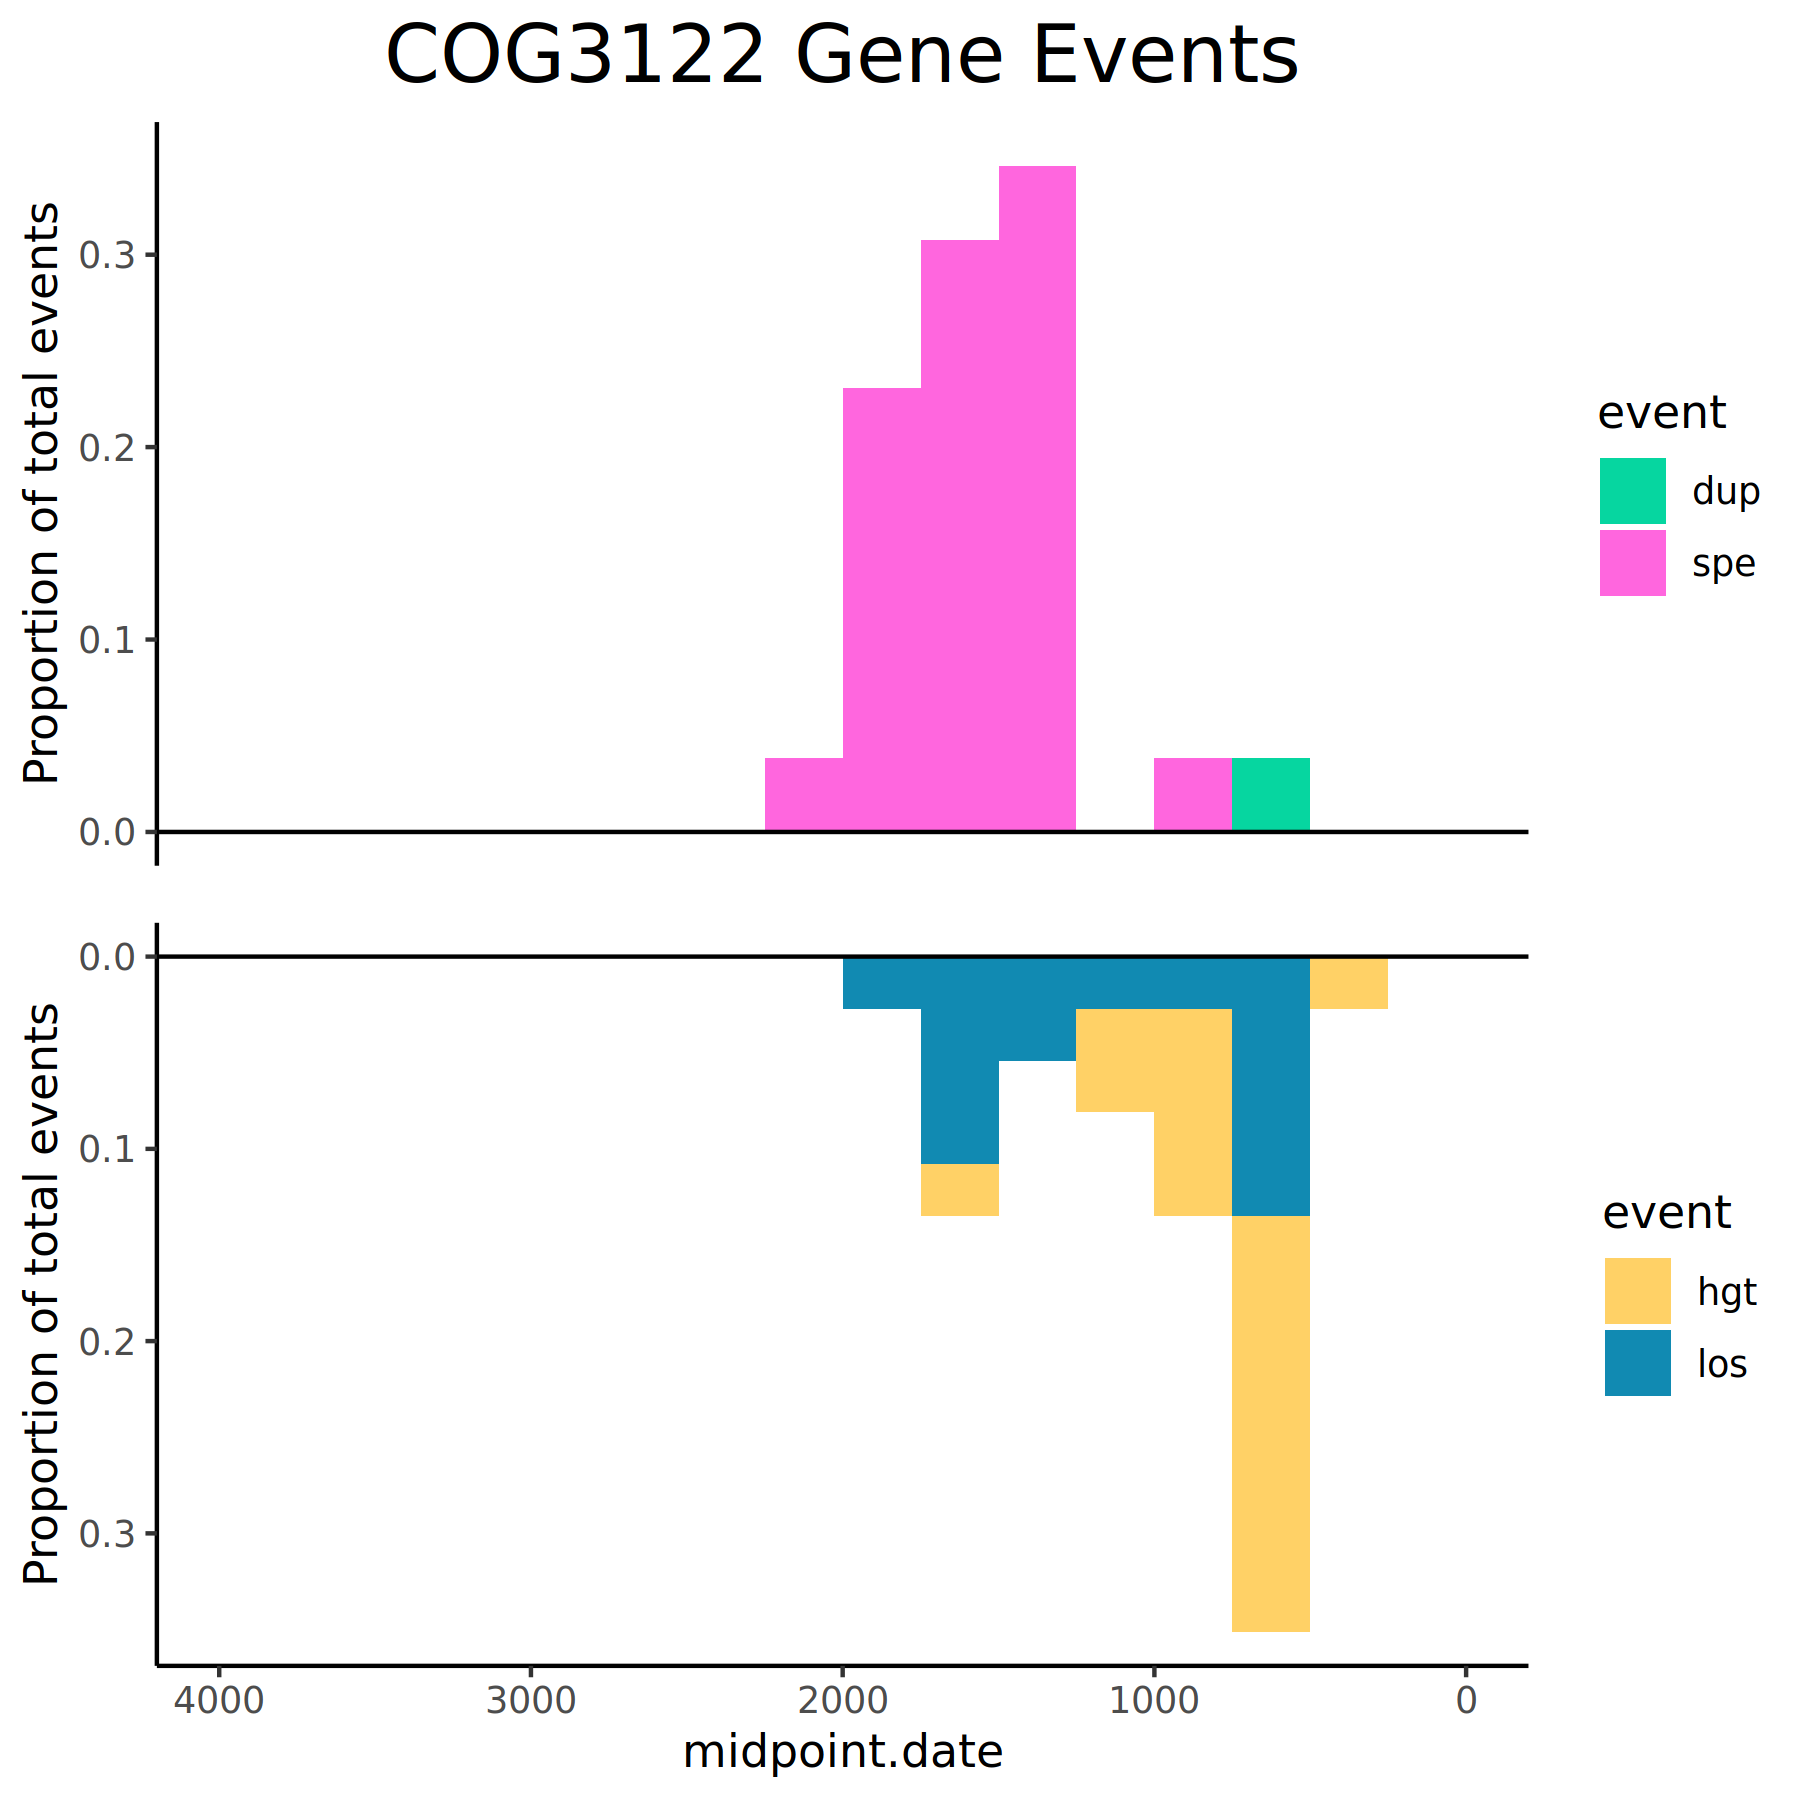 COG3122 Gene Events
Proportion of total events
0.3
0.2
0.1
0.0
event
dup
spe
Proportion of total events
0.0
0.1
0.2
0.3
event
hgt
los
4000 3000 2000 1000 0
midpoint.date